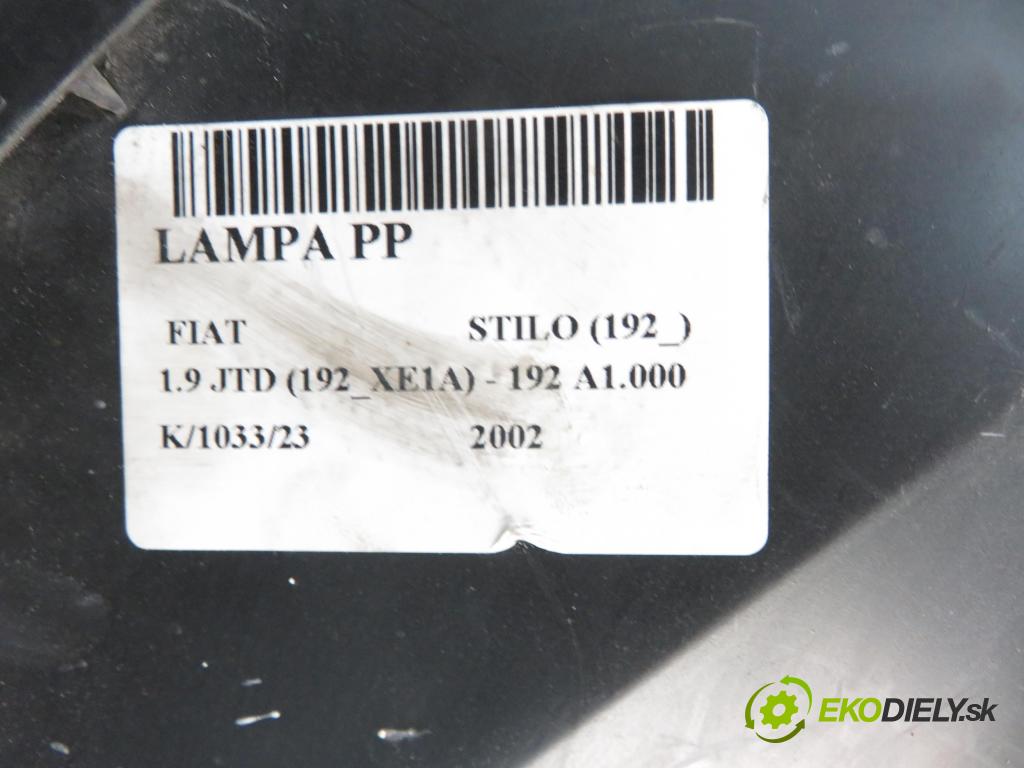 LAMPA PP
FIAT STILO (192_)
1.9 JTD (192_XE1A) - 192 A1.000
K/1033/23 2002
EKODIELY.sk